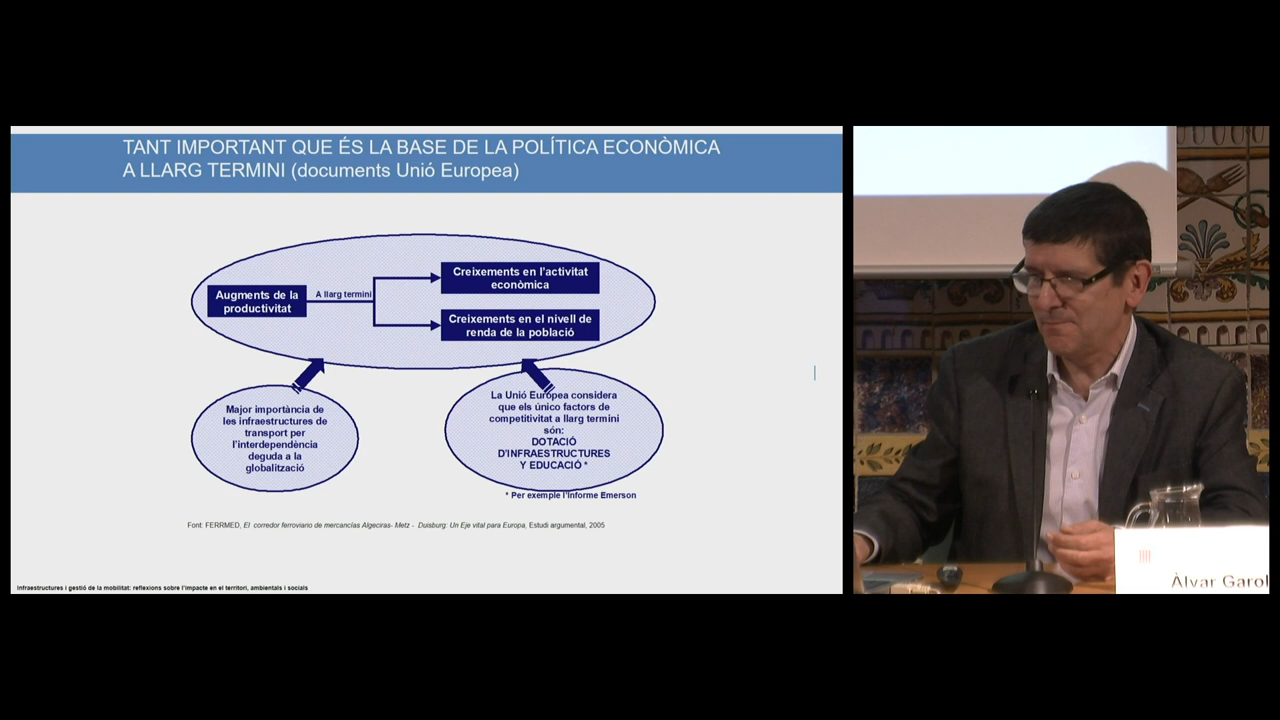 TANT IMPORTANT QUE ÉS LA BASE DE LA POLÍTICA ECONÒMICA
A LLARG TERMINI (documents Unió Europea)
Augments de la
productivitat
A llarg termini
Creixements en l'activitat
econòmica
Creixements en el nivell de
renda de la població
Major importància de
les infraestructures de
transport per
l'interdependència
deguda a la
globalització
La Unió Europea considera
que els único factors de
competitivitat a llarg termini
són:
DOTACIÓ
D'INFRAESTRUCTURES
Y EDUCACIÓ *
* Per exemple l'Informe Emerson
Font: FERRMED, El corredor ferroviario de mercancías Algeciras- Metz - Duisburg: Un Eje vital para Europa, Estudi argumental, 2005
Infraestructures i gestió de la mobilitat: reflexions sobre l'impacte en el territori, ambientals i socials
Àlvar Garol